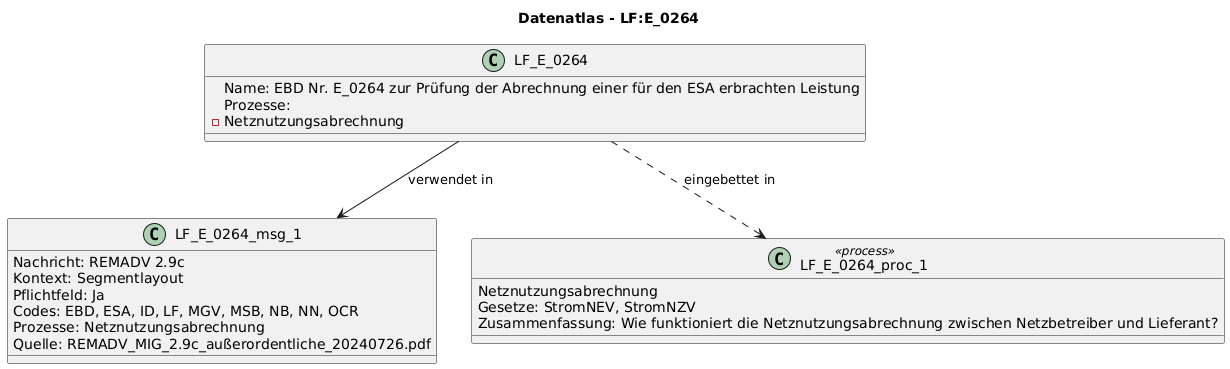 Datenatlas - LF:E_0264
C LF_E_0264
Name: EBD Nr. E_0264 zur Prüfung der Abrechnung einer für den ESA erbrachten Leistung
Prozesse:
Netznutzungsabrechnung
verwendet in
eingebettet in
C LF_E_0264_msg_1
Nachricht: REMADV 2.9c
Kontext: Segmentlayout
Pflichtfeld: Ja
Codes: EBD, ESA, ID, LF, MGV, MSB, NB, NN, OCR
Prozesse: Netznutzungsabrechnung
Quelle: REMADV_MIG_2.9c_außerordentliche_20240726.pdf
«process»
C LF_E_0264_proc_1
Netznutzungsabrechnung
Gesetze: StromNEV, StromNZV
Zusammenfassung: Wie funktioniert die Netznutzungsabrechnung zwischen Netzbetreiber und Lieferant?